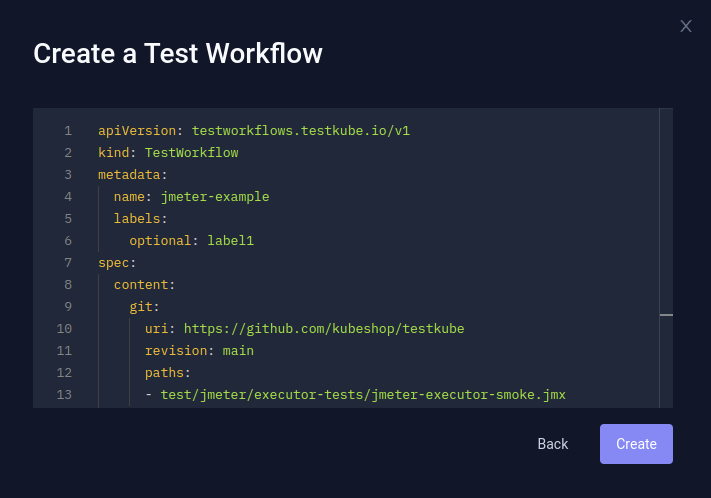 Create a Test Workflow
1 apiVersion: testworkflows.testkube.io/v1
2 kind: TestWorkflow
3 metadata:
4   name: jmeter-example
5   labels:
6     optional: label1
7 spec:
8   content:
9     git:
10       uri: https://github.com/kubeshop/testkube
11       revision: main
12       paths:
13       - test/jmeter/executor-tests/jmeter-executor-smoke.jmx
Back Create